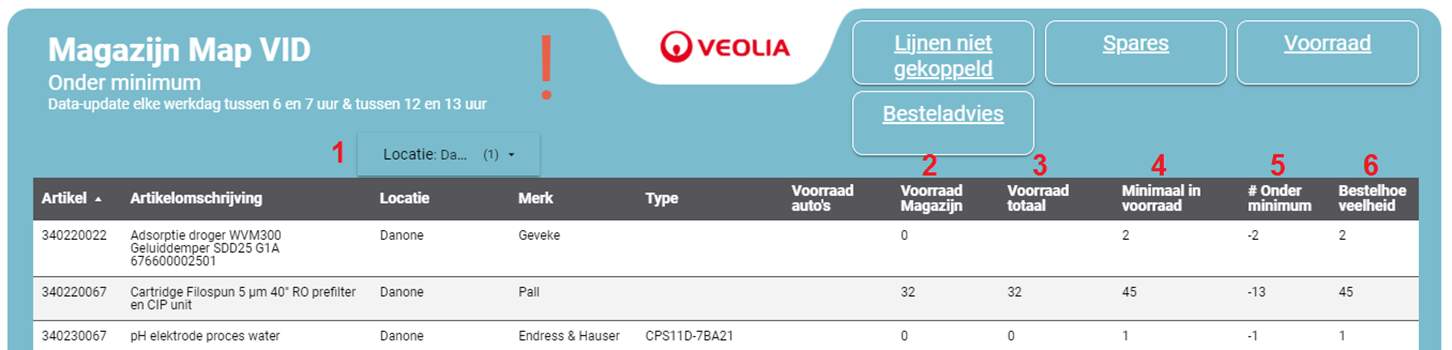 Magazijn Map VID
Onder minimum
Data-update elke werkdag tussen 6 en 7 uur & tussen 12 en 13 uur
!
VEOLIA
Lijnen niet
gekoppeld
Spares
Voorraad
Besteladvies
1
Locatie: Da... (1)
2 3 4 5 6
Artikel Artikelomschrijving Locatie Merk Type Voorraad auto's Voorraad Magazijn Voorraad totaal Minimaal in voorraad # Onder minimum Bestelhoe veelheid
340220022 Adsorptie droger WVM300 Danone Geveke 0 2 -2 2
Geluiddemper SDD25 G1A
676600002501
340220067 Cartridge Filospun 5 µm 40" RO prefilter Danone Pall 32 32 45 -13 45
en CIP unit
340230067 pH elektrode proces water Danone Endress & Hauser CPS11D-7BA21 0 0 1 -1 1